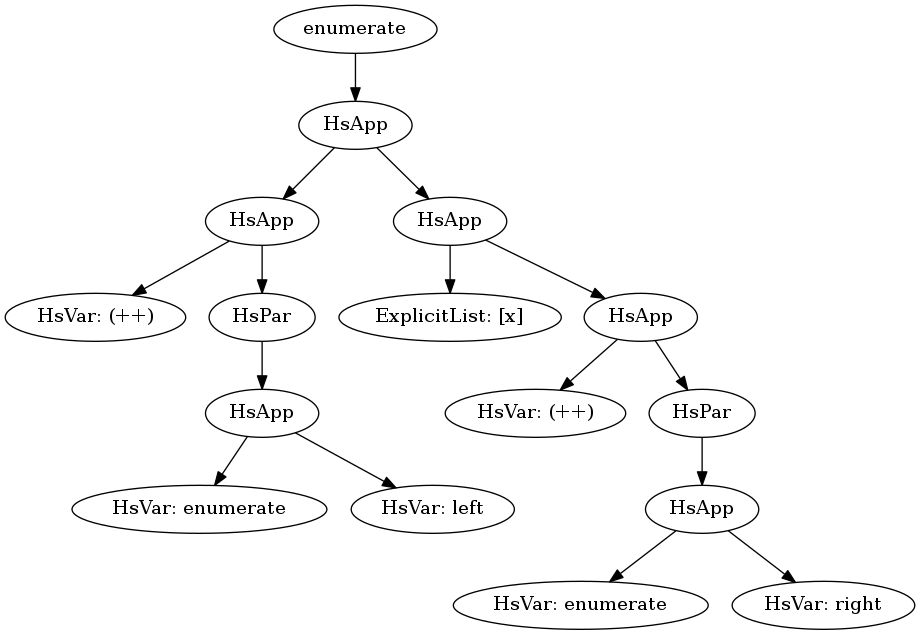 enumerate
HsApp
HsApp
HsApp
HsVar: (++)
HsPar
ExplicitList: [x]
HsApp
HsApp
HsVar: (++)
HsPar
HsVar: enumerate
HsVar: left
HsApp
HsVar: enumerate
HsVar: right